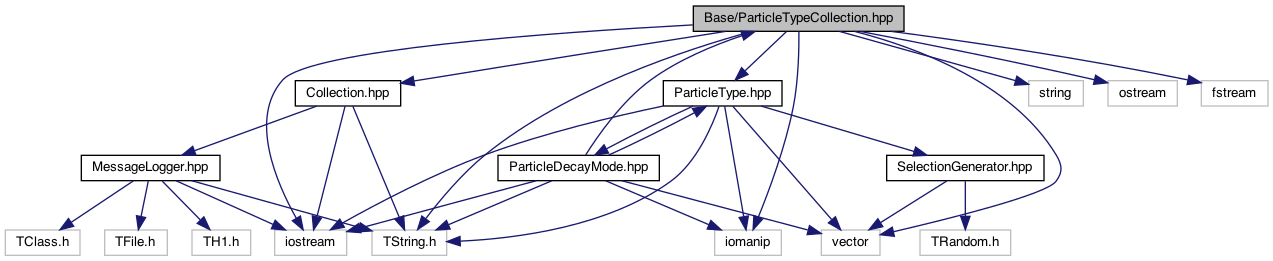 Base/ParticleTypeCollection.hpp
Collection.hpp
ParticleType.hpp
string
ostream
fstream
MessageLogger.hpp
ParticleDecayMode.hpp
SelectionGenerator.hpp
TClass.h
TFile.h
TH1.h
iostream
TString.h
iomanip
vector
TRandom.h